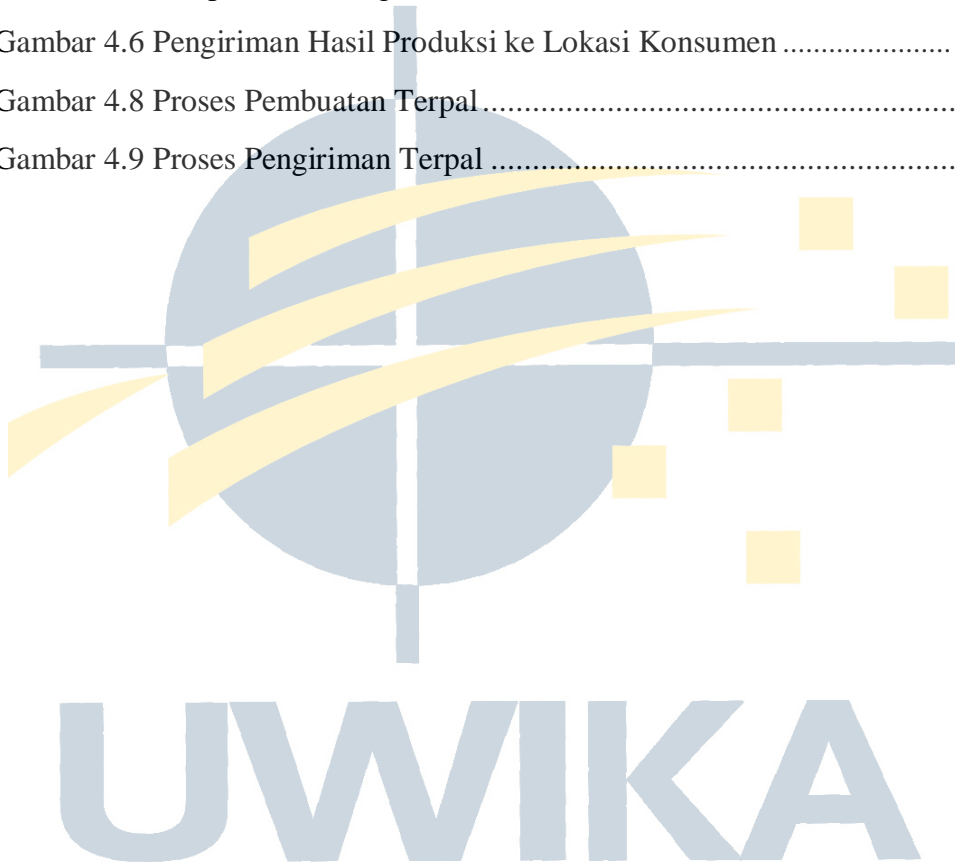 Gambar 4.6 Pengiriman Hasil Produksi ke Lokasi Konsumen .....................
Gambar 4.8 Proses Pembuatan Terpal ..........................................................
Gambar 4.9 Proses Pengiriman Terpal .........................................................
UWIKA